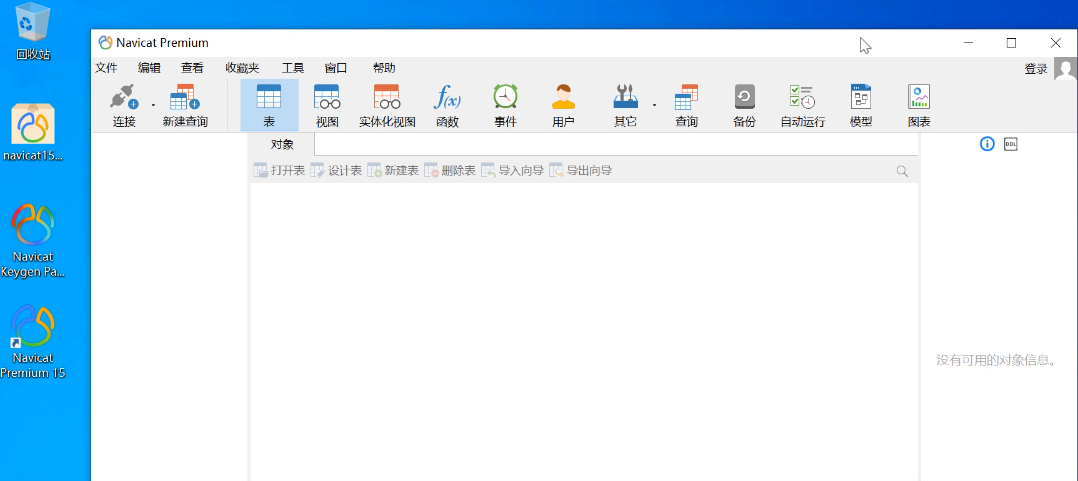 回收站
navicat15...
Navicat
Keygen Pa...
Navicat
Premium 15
Navicat Premium
文件 编辑 查看 收藏夹 工具 窗口 帮助 登录
连接 新建查询 表 视图 实体化视图 函数 事件 用户 其它 查询 备份 自动运行 模型 图表
对象
打开表 设计表 新建表 删除表 导入向导 导出向导
没有可用的对象信息。
f(x)
DDL